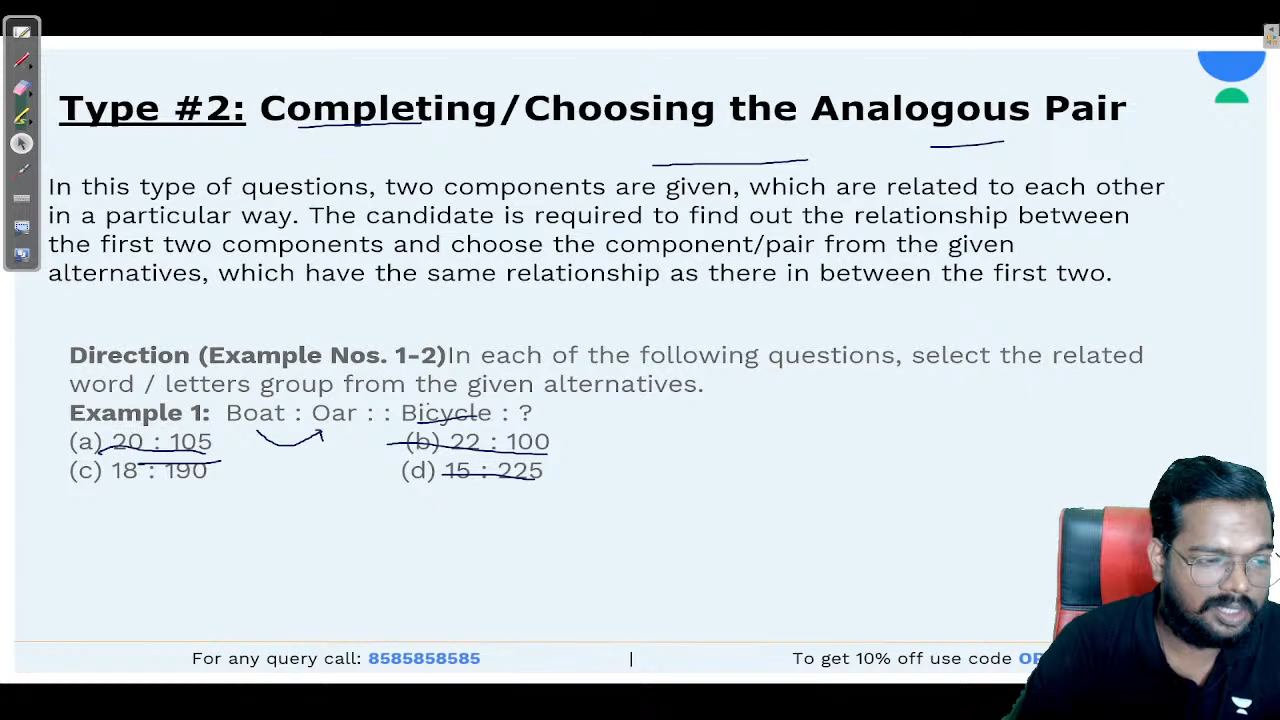 Type #2: Completing/Choosing the Analogous Pair
In this type of questions, two components are given, which are related to each other
in a particular way. The candidate is required to find out the relationship between
the first two components and choose the component/pair from the given
alternatives, which have the same relationship as there in between the first two.
Direction (Example Nos. 1-2)In each of the following questions, select the related
word / letters group from the given alternatives.
Example 1: Boat : Oar : : Bicycle : ?
(a) 20 : 105 (b) 22 : 100
(c) 18 : 190 (d) 15 : 225
For any query call: 8585858585 | To get 10% off use code